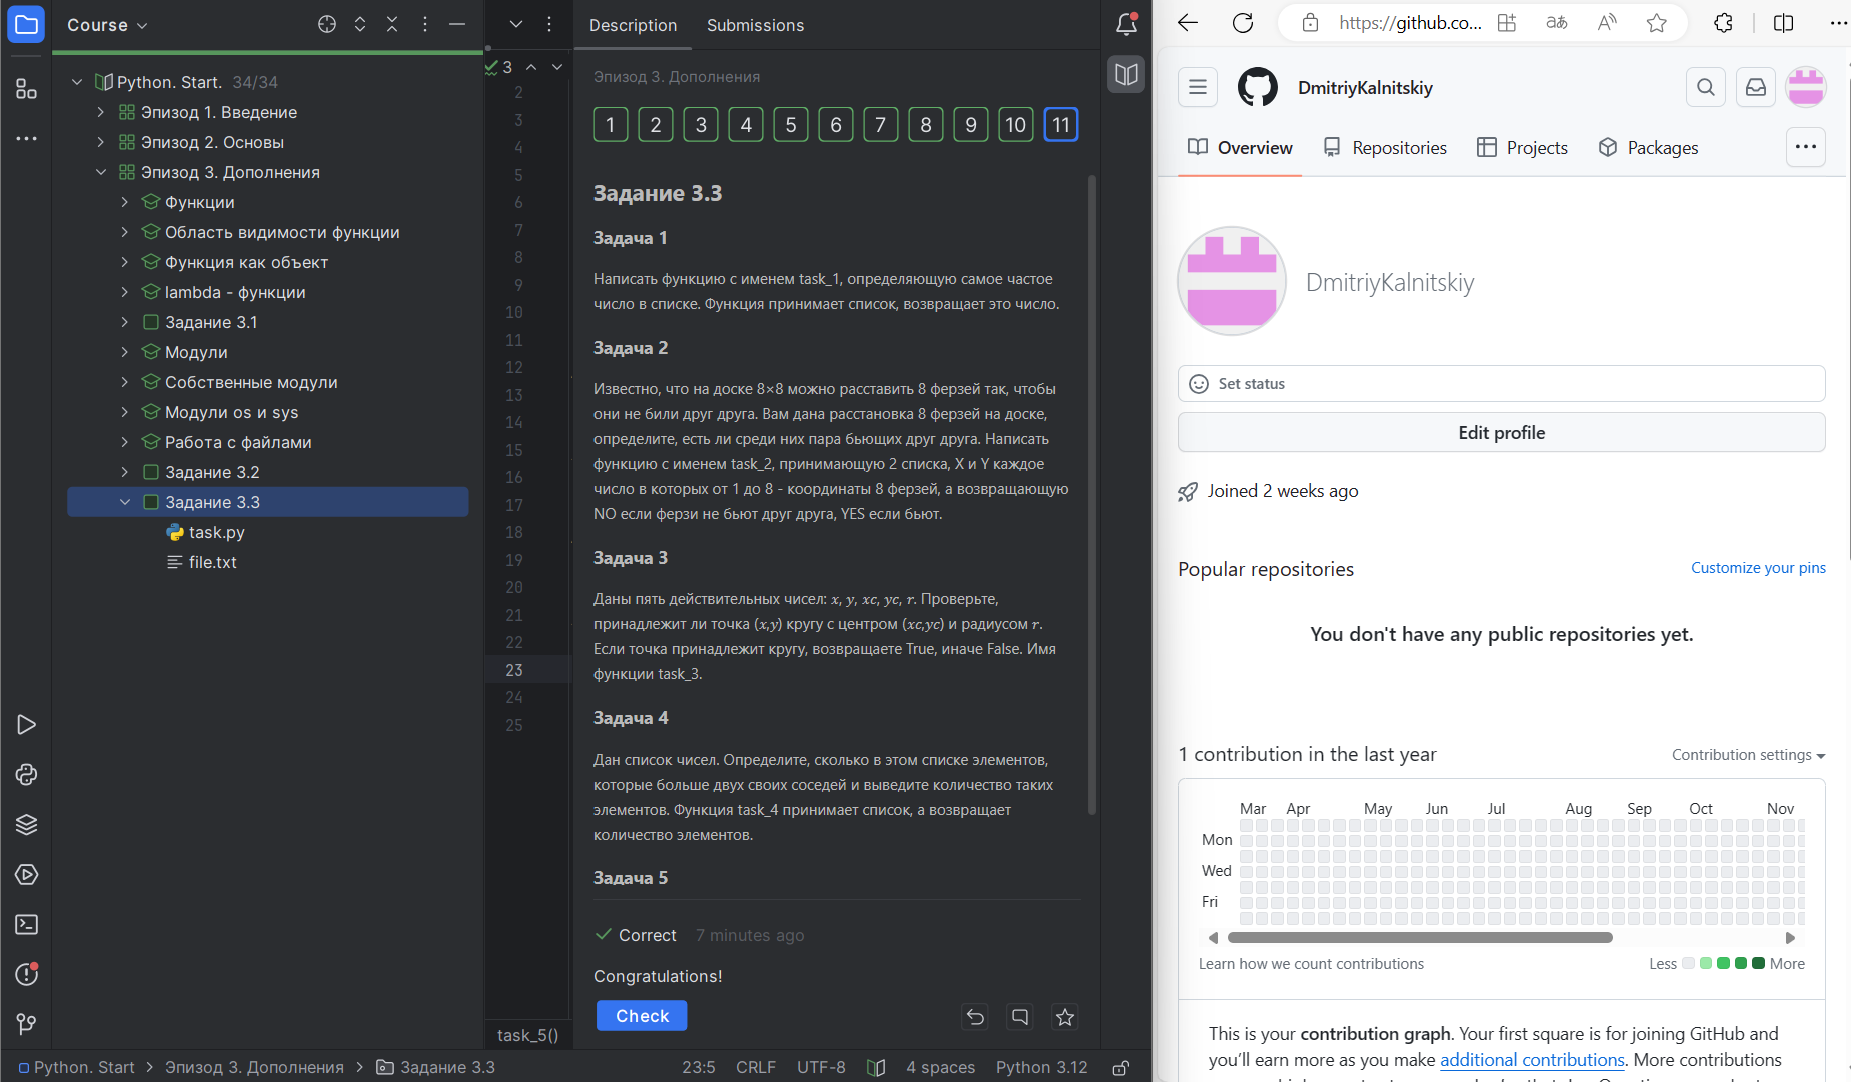 Course
Python. Start. 34/34
Эпизод 1. Введение
Эпизод 2. Основы
Эпизод 3. Дополнения
Функции
Область видимости функции
Функция как объект
lambda - функции
Задание 3.1
Модули
Собственные модули
Модули os и sys
Работа с файлами
Задание 3.2
Задание 3.3
task.py
file.txt
3
2
3
4
5
6
7
8
9
10
11
12
13
14
15
16
17
18
19
20
21
22
23
24
25
task_5()
Description Submissions
Эпизод 3. Дополнения
1 2 3 4 5 6 7 8 9 10 11
Задание 3.3
Задача 1
Написать функцию с именем task_1, определяющую самое частое
число в списке. Функция принимает список, возвращает это число.
Задача 2
Известно, что на доске 8×8 можно расставить 8 ферзей так, чтобы
они не били друг друга. Вам дана расстановка 8 ферзей на доске,
определите, есть ли среди них пара бьющих друг друга. Написать
функцию с именем task_2, принимающую 2 списка, X и Y каждое
число в которых от 1 до 8 - координаты 8 ферзей, а возвращающую
NO если ферзи не бьют друг друга, YES если бьют.
Задача 3
Даны пять действительных чисел: x, y, xc, yc, r. Проверьте,
принадлежит ли точка (x,y) кругу с центром (xc,yc) и радиусом r.
Если точка принадлежит кругу, возвращаете True, иначе False. Имя
функции task_3.
Задача 4
Дан список чисел. Определите, сколько в этом списке элементов,
которые больше двух своих соседей и выведите количество таких
элементов. Функция task_4 принимает список, а возвращает
количество элементов.
Задача 5
Correct 7 minutes ago
Congratulations!
Check
Python. Start Эпизод 3. Дополнения Задание 3.3 23:5 CRLF UTF-8 4 spaces Python 3.12
https://github.co...
DmitriyKalnitskiy
Overview Repositories Projects Packages
DmitriyKalnitskiy
Set status
Edit profile
Joined 2 weeks ago
Popular repositories Customize your pins
You don't have any public repositories yet.
1 contribution in the last year Contribution settings
Mar Apr May Jun Jul Aug Sep Oct Nov
Mon
Wed
Fri
Learn how we count contributions Less More
This is your contribution graph. Your first square is for joining GitHub and
you'll earn more as you make additional contributions. More contributions